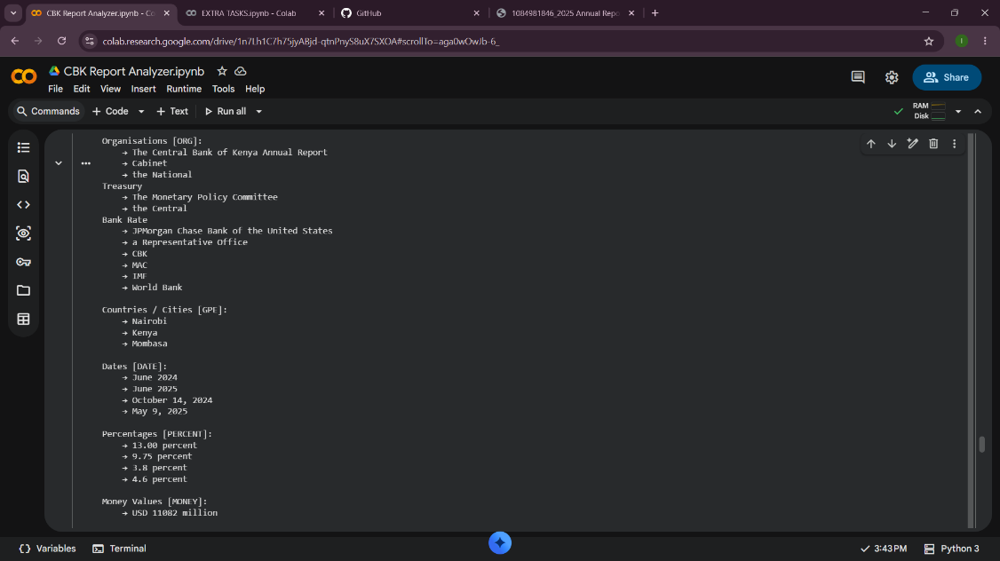 CBK Report Analyzer.ipynb - Co
EXTRA TASKS.ipynb - Colab
GitHub
1084981846_2025 Annual Repo
colab.research.google.com/drive/1n7Lh1C7h75jyABjd-qtnPnyS8uX7SXOA#scrollTo=aga0wOwJb-6_
I
CBK Report Analyzer.ipynb
File Edit View Insert Runtime Tools Help
Share
Commands + Code + Text Run all
RAM
Disk
Organisations [ORG]:
→ The Central Bank of Kenya Annual Report
→ Cabinet
→ the National
Treasury
→ The Monetary Policy Committee
→ the Central
Bank Rate
→ JPMorgan Chase Bank of the United States
→ a Representative Office
→ CBK
→ MAC
→ IMF
→ World Bank
Countries / Cities [GPE]:
→ Nairobi
→ Kenya
→ Mombasa
Dates [DATE]:
→ June 2024
→ June 2025
→ October 14, 2024
→ May 9, 2025
Percentages [PERCENT]:
→ 13.00 percent
→ 9.75 percent
→ 3.8 percent
→ 4.6 percent
Money Values [MONEY]:
→ USD 11082 million
Variables Terminal
3:43 PM Python 3